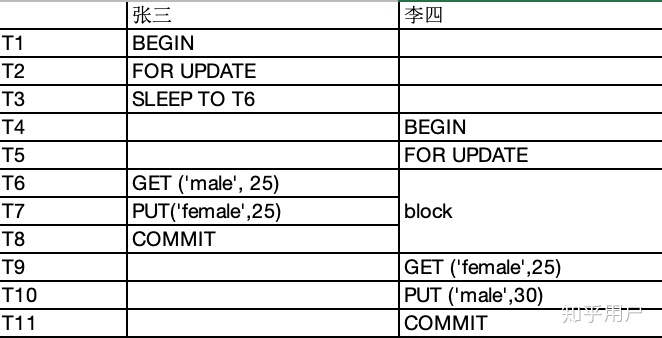 张三 李四
T1 BEGIN
T2 FOR UPDATE
T3 SLEEP TO T6
T4 BEGIN
T5 FOR UPDATE
T6 GET ('male', 25)
T7 PUT('female',25) block
T8 COMMIT
T9 GET ('female',25)
T10 PUT ('male',30)
T11 COMMIT
知乎用户